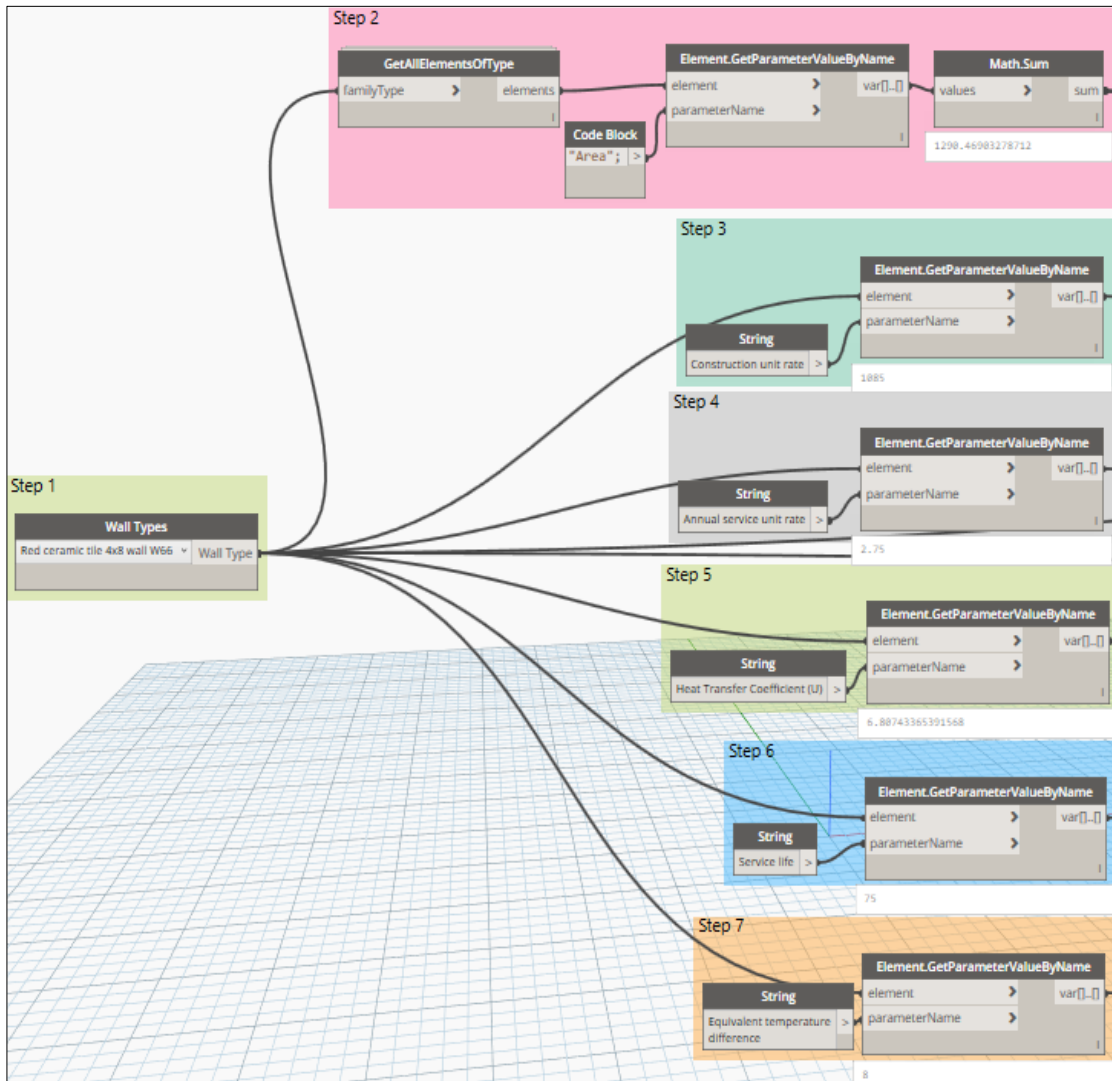 Step 2
GetAllElementsOfType
familyType > elements
Code Block
"Area"; >
Element.GetParameterValueByName
element > var[]..[]
parameterName >
Math.Sum
values > sum
1290.46903278712
Step 3
Element.GetParameterValueByName
element > var[]..[]
parameterName >
String
Construction unit rate >
1085
Step 4
Element.GetParameterValueByName
element > var[]..[]
parameterName >
String
Annual service unit rate >
2.75
Step 1
Wall Types
Red ceramic tile 4x8 wall W66 Wall Type
Step 5
Element.GetParameterValueByName
element > var[]..[]
parameterName >
String
Heat Transfer Coefficient (U) >
6.80743365391568
Step 6
Element.GetParameterValueByName
element > var[]..[]
parameterName >
String
Service life >
75
Step 7
Element.GetParameterValueByName
element > var[]..[]
parameterName >
String
Equivalent temperature >
difference
8